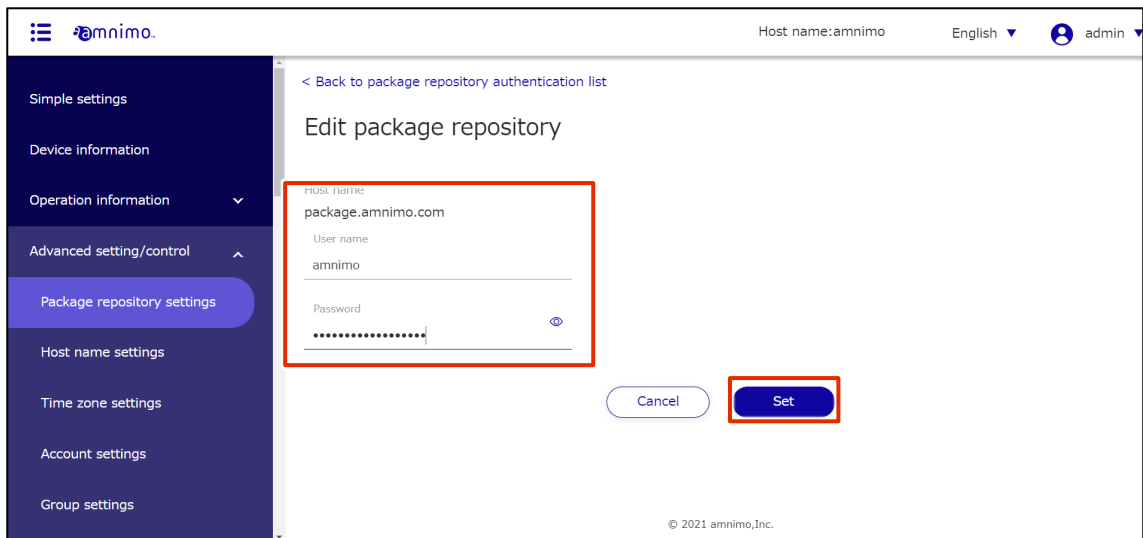 amnimo
Host name:amnimo
English
admin
Simple settings
Device information
Operation information
Advanced setting/control
Package repository settings
Host name settings
Time zone settings
Account settings
Group settings
< Back to package repository authentication list
Edit package repository
Host name
package.amnimo.com
User name
amnimo
Password
••••••••••••••••••
Cancel
Set
© 2021 amnimo,Inc.